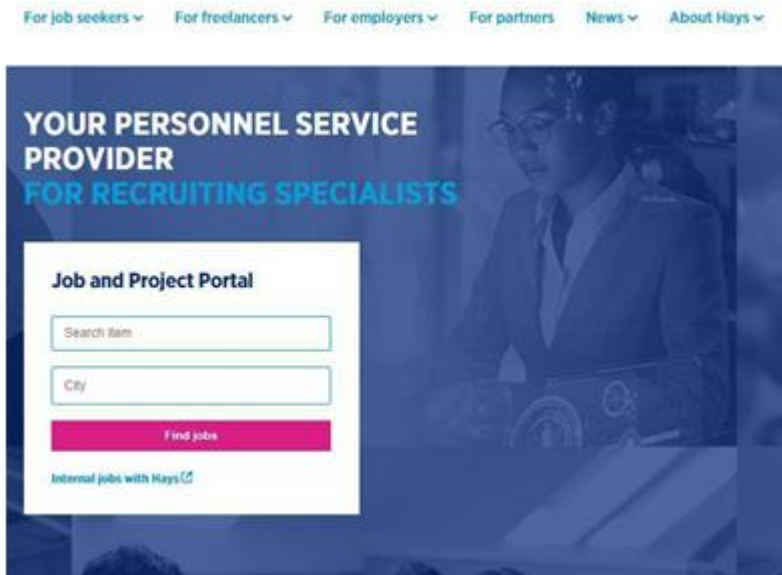 For job seekers For freelancers For employers For partners News About Hays
YOUR PERSONNEL SERVICE
PROVIDER
FOR RECRUITING SPECIALISTS
Job and Project Portal
Search item
City
Find jobs
Internal jobs with Hays